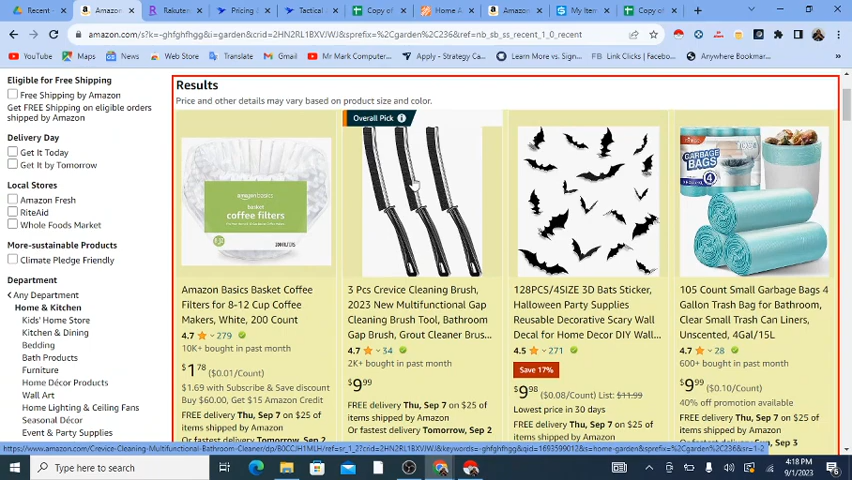 Recent -
Amazon
Rakuten
Pricing
Tactical
Copy of
Home A
Amazon
My Item
Copy of
amazon.com/s?k=-ghfghfhgg&i=garden&crid=2HN2RL1BXVJWJ&sprefix=%2Cgarden%2C236&ref=nb_sb_ss_recent_1_0_recent
YouTube
Maps
News
Web Store
Translate
Gmail
Mr Mark Computer...
Apply - Strategy Ca...
Learn More vs. Sign...
Link Clicks | Facebo...
Anywhere Bookmar...
Eligible for Free Shipping
Free Shipping by Amazon
Get FREE Shipping on eligible orders
shipped by Amazon
Delivery Day
Get It Today
Get It by Tomorrow
Local Stores
Amazon Fresh
RiteAid
Whole Foods Market
More-sustainable Products
Climate Pledge Friendly
Department
Any Department
Home & Kitchen
Kids' Home Store
Kitchen & Dining
Bedding
Bath Products
Furniture
Home Décor Products
Wall Art
Home Lighting & Ceiling Fans
Seasonal Décor
Event & Party Supplies
Results
Price and other details may vary based on product size and color.
amazonbasics
basket
coffee filters
Amazon Basics Basket Coffee
Filters for 8-12 Cup Coffee
Makers, White, 200 Count
4.7 279
10K+ bought in past month
$1.78 ($0.01/Count)
$1.69 with Subscribe & Save discount
Buy $60.00, Get $15 Amazon Credit
FREE delivery Thu, Sep 7 on $25 of
items shipped by Amazon
Or fastest delivery Tomorrow, Sep 2
Overall Pick
3 Pcs Crevice Cleaning Brush,
2023 New Multifunctional Gap
Cleaning Brush Tool, Bathroom
Gap Brush, Grout Cleaner Brus...
4.7 34
2K+ bought in past month
$9.99
FREE delivery Thu, Sep 7 on $25 of
items shipped by Amazon
Or fastest delivery Tomorrow, Sep 2
128PCS/4SIZE 3D Bats Sticker,
Halloween Party Supplies
Reusable Decorative Scary Wall
Decal for Home Decor DIY Wall...
4.5 271
Save 17%
$9.98 ($0.08/Count) List: $11.99
Lowest price in 30 days
FREE delivery Thu, Sep 7 on $25 of
items shipped by Amazon
GARBAGE
BAGS
4
105 Count Small Garbage Bags 4
Gallon Trash Bag for Bathroom,
Clear Small Trash Can Liners,
Unscented, 4Gal/15L
4.7 28
600+ bought in past month
$9.99 ($0.10/Count)
40% off promotion available
FREE delivery Thu, Sep 7 on $25 of
items shipped by Amazon
https://www.amazon.com/Crevice-Cleaning-Multifunctional-Bathroom-Cleaner/dp/B0CCJH1MLH/ref=sr_1_2?crid=2HN2RL1BXVJWJ&keywords=-ghfghfhgg&qid=1693599012&s=home-garden&sprefix=%2Cgarden%2C236&sr=1-2
Type here to search
4:18 PM
9/1/2023